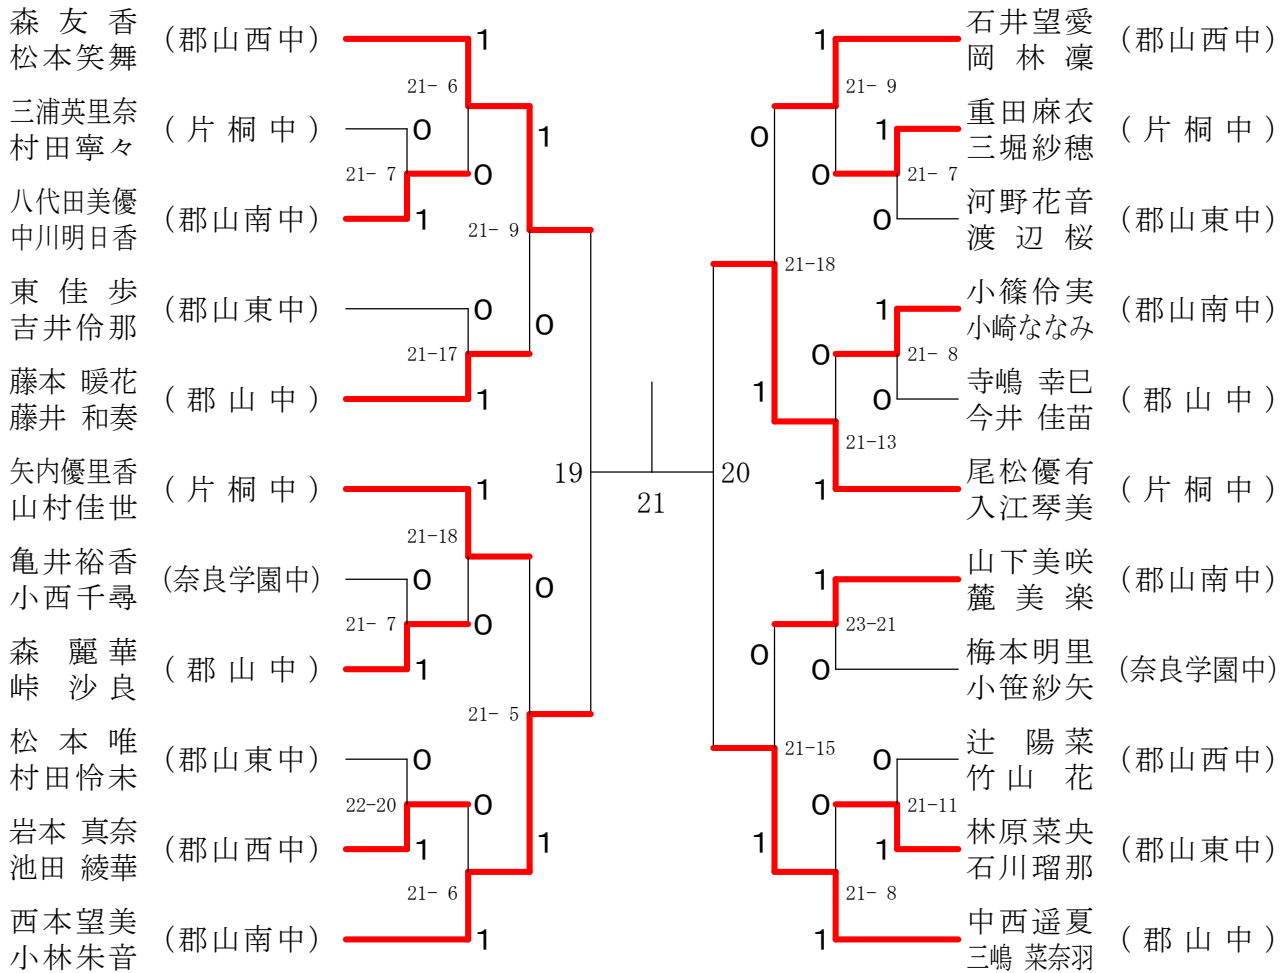 森 友 香
松本笑舞
(郡山西中)
1
21- 6
三浦英里奈
村田寧々
(片桐中)
0
1
21- 7
0
八代田美優
中川明日香
(郡山南中)
1
21- 9
東 佳 歩
吉井伶那
(郡山東中)
0
0
21-17
藤本 暖花
藤井 和奏
(郡山中)
1
19
矢内優里香
山村佳世
(片桐中)
1
21-18
亀井裕香
小西千尋
(奈良学園中)
0
0
21- 7
0
森 麗華
峠 沙良
(郡山中)
1
21- 5
松 本 唯
村田怜未
(郡山東中)
0
22-20
0
岩本 真奈
池田 綾華
(郡山西中)
1
1
21- 6
西本望美
小林朱音
(郡山南中)
1
21
20
石井望愛
岡 林 凜
(郡山西中)
1
21- 9
重田麻衣
三堀紗穂
(片桐中)
1
0
0
21- 7
河野花音
渡 辺 桜
(郡山東中)
0
21-18
小篠伶実
小崎ななみ
(郡山南中)
1
0
21- 8
寺嶋 幸巳
今井 佳苗
(郡山中)
0
1
21-13
尾松優有
入江琴美
(片桐中)
1
山下美咲
麓 美 楽
(郡山南中)
1
23-21
0
梅本明里
小笹紗矢
(奈良学園中)
0
21-15
辻 陽菜
竹山 花
(郡山西中)
0
0
21-11
林原菜央
石川瑠那
(郡山東中)
1
1
21- 8
中西遥夏
三嶋 菜奈羽
(郡山中)
1